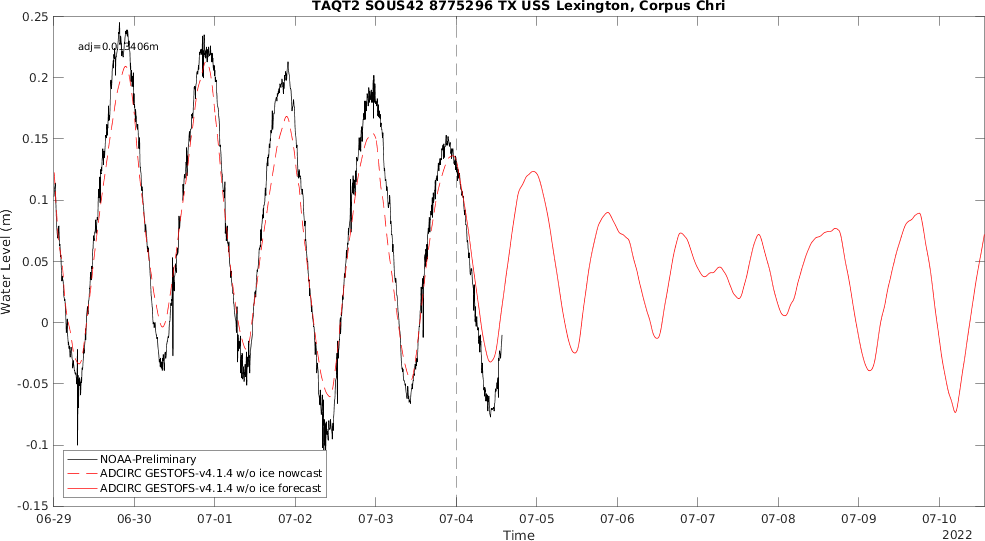 TAQT2 SOUS42 8775296 TX USS Lexington, Corpus Chri
0.25
adj=0.013406m
0.2
0.15
0.1
0.05
0
-0.05
-0.1
-0.15
Water Level (m)
NOAA-Preliminary
ADCIRC GESTOFS-v4.1.4 w/o ice nowcast
ADCIRC GESTOFS-v4.1.4 w/o ice forecast
06-29 06-30 07-01 07-02 07-03 07-04 07-05 07-06 07-07 07-08 07-09 07-10
Time
2022